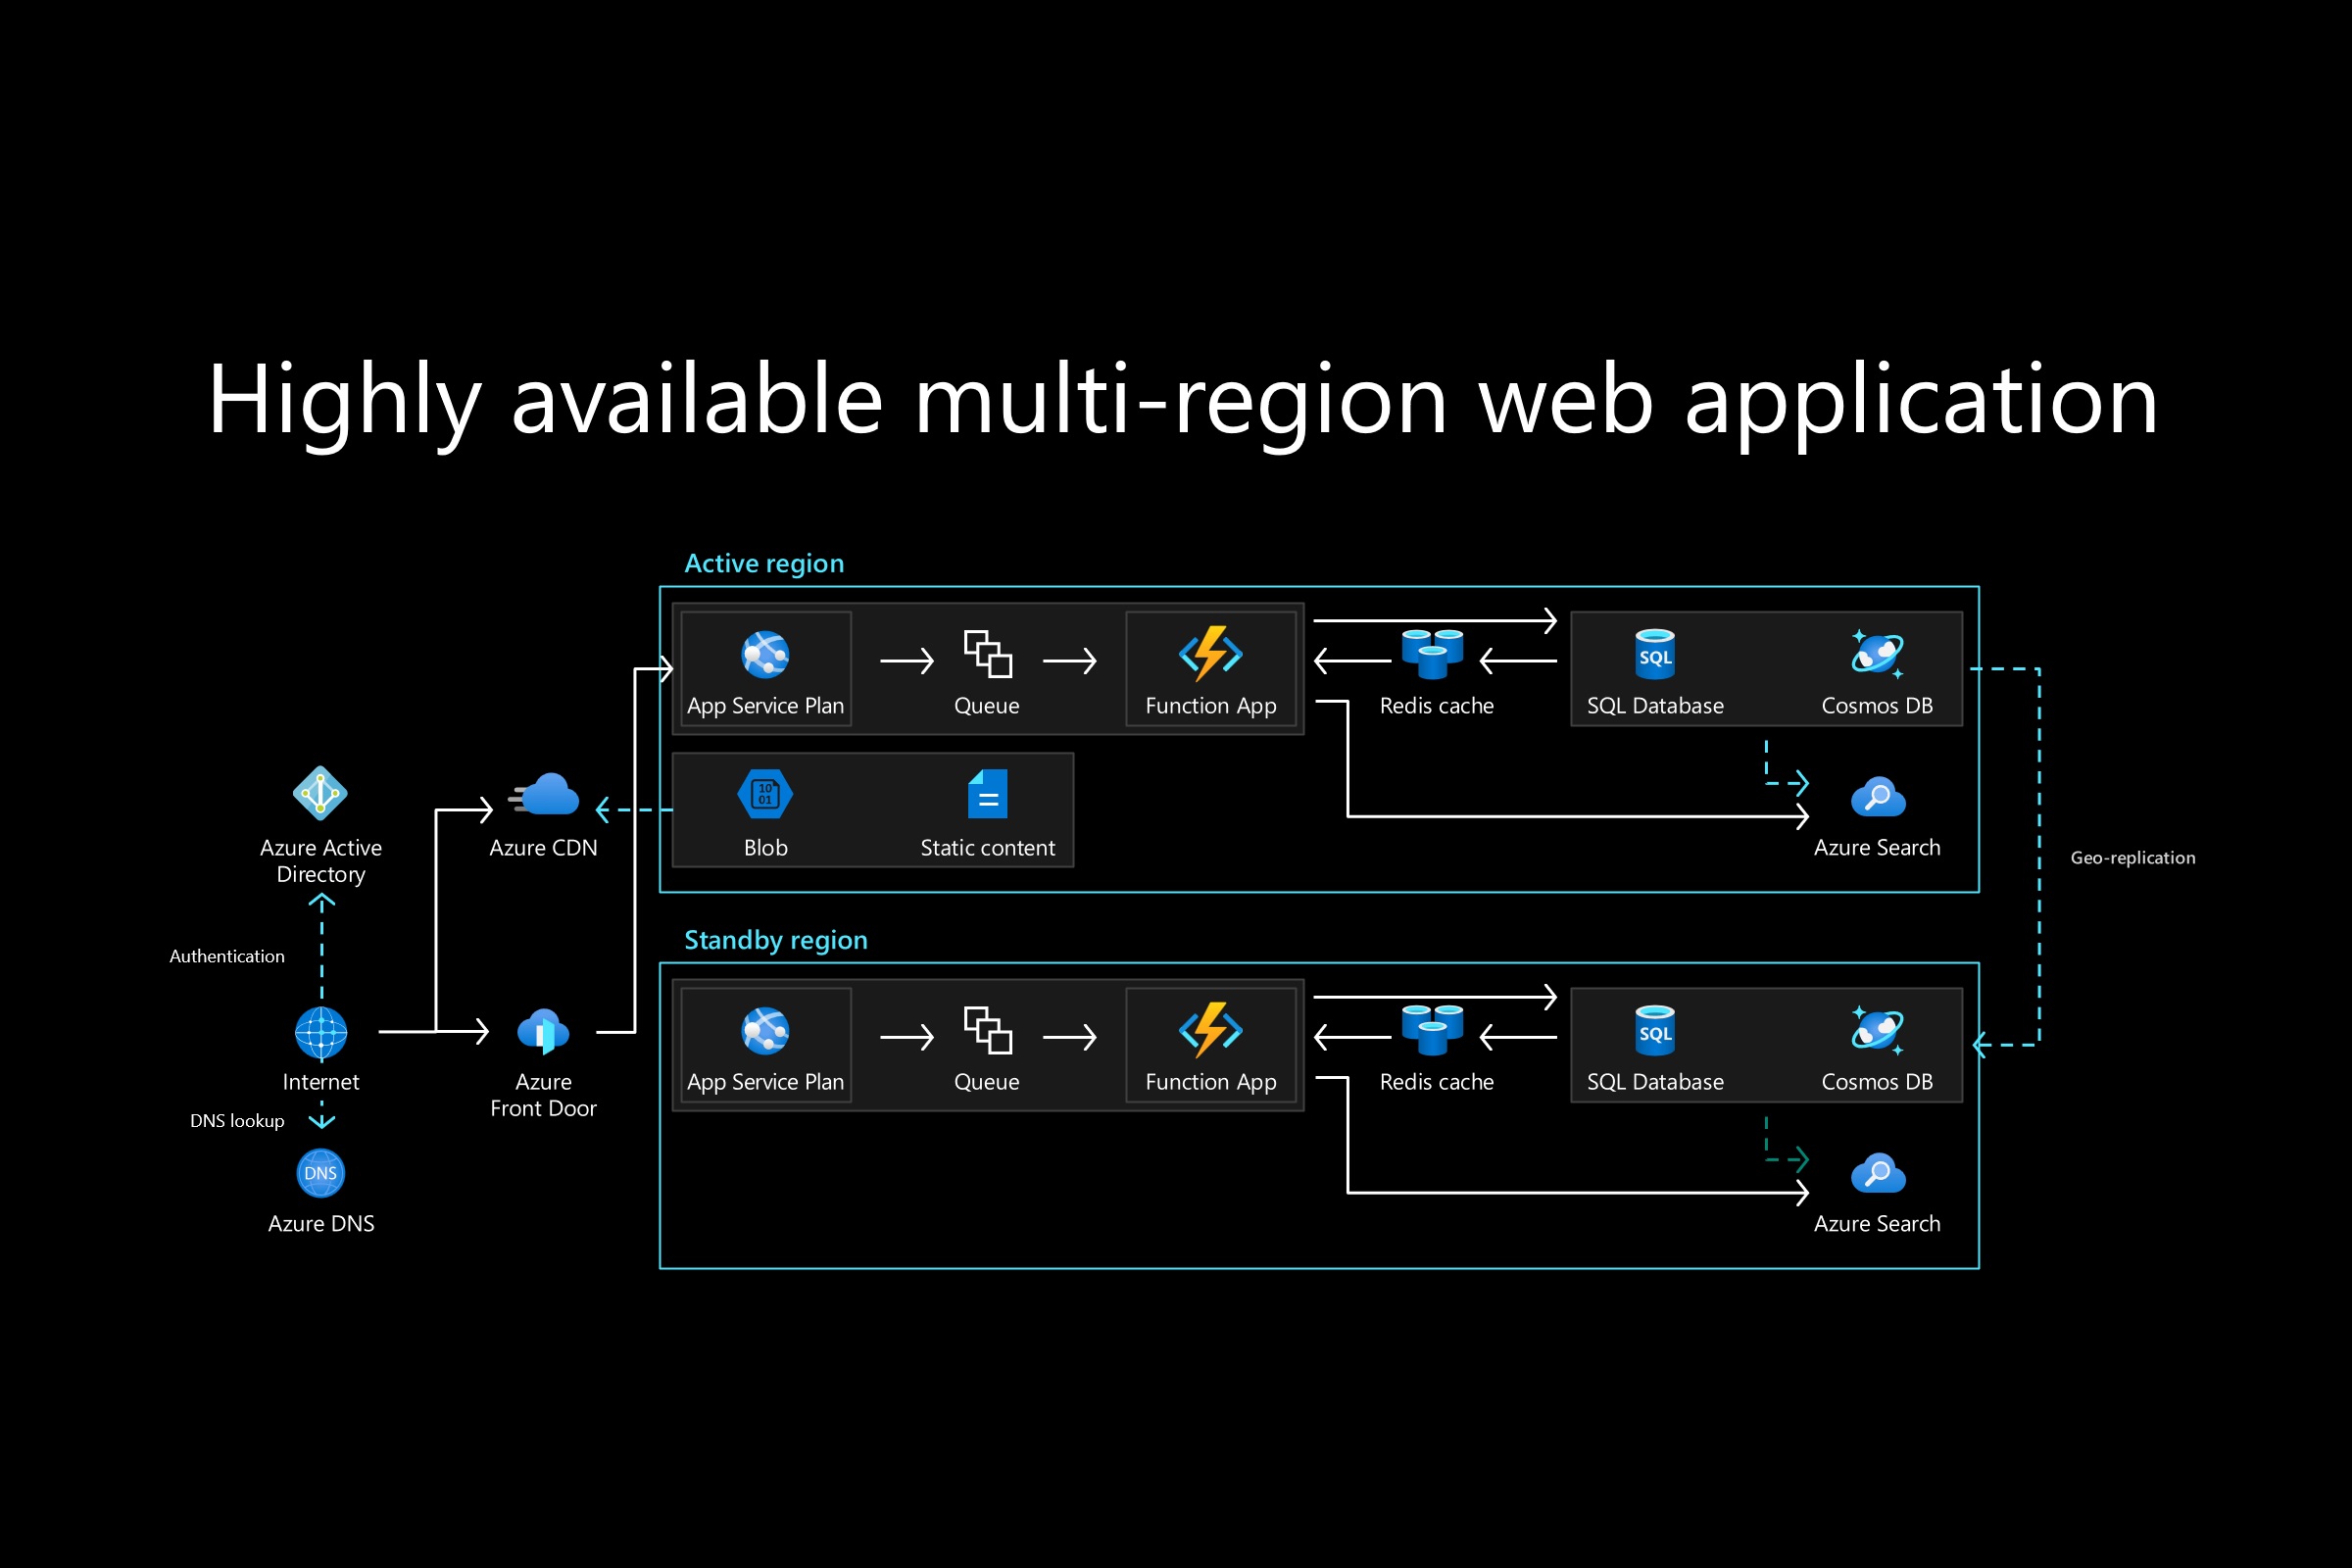 Highly available multi-region web application
Active region
App Service Plan
Queue
Function App
Redis cache
SQL
SQL Database
Cosmos DB
10
01
Blob
Static content
Azure Search
Azure Active
Directory
Azure CDN
Geo-replication
Authentication
Internet
Azure
Front Door
DNS lookup
DNS
Azure DNS
Standby region
App Service Plan
Queue
Function App
Redis cache
SQL
SQL Database
Cosmos DB
Azure Search